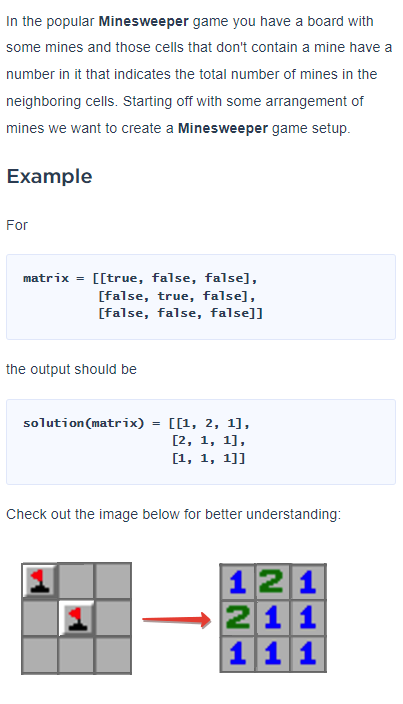 In the popular Minesweeper game you have a board with
some mines and those cells that don't contain a mine have a
number in it that indicates the total number of mines in the
neighboring cells. Starting off with some arrangement of
mines we want to create a Minesweeper game setup.
Example
For
matrix = [[true, false, false],
[false, true, false],
[false, false, false]]
the output should be
solution(matrix) = [[1, 2, 1],
[2, 1, 1],
[1, 1, 1]]
Check out the image below for better understanding:
1 2 1
2 1 1
1 1 1